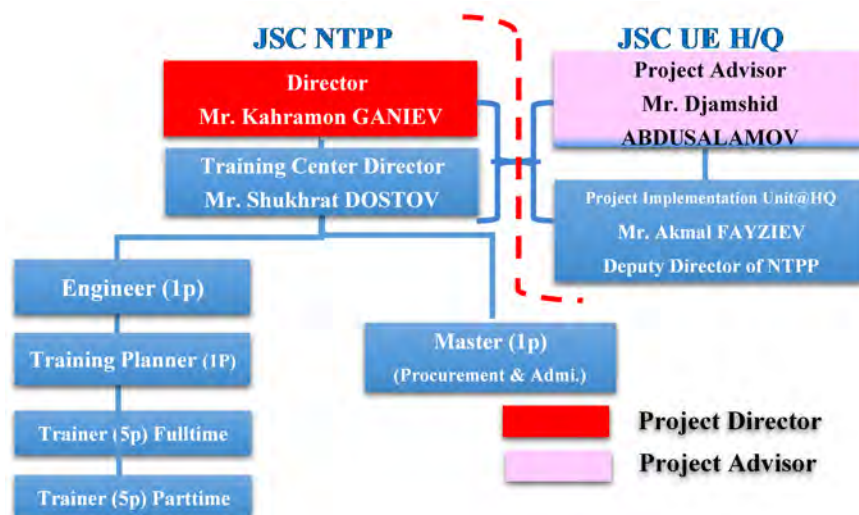 JSC NTPP
Director
Mr. Kahramon GANIEV
Training Center Director
Mr. Shukhrat DOSTOV
Engineer (1p)
Training Planner (1P)
Trainer (5p) Fulltime
Trainer (5p) Parttime
Master (1p)
(Procurement & Admi.)
JSC UE H/Q
Project Advisor
Mr. Djamshid
ABDUSALAMOV
Project Implementation Unit@HQ
Mr. Akmal FAYZIEV
Deputy Director of NTPP
Project Director
Project Advisor